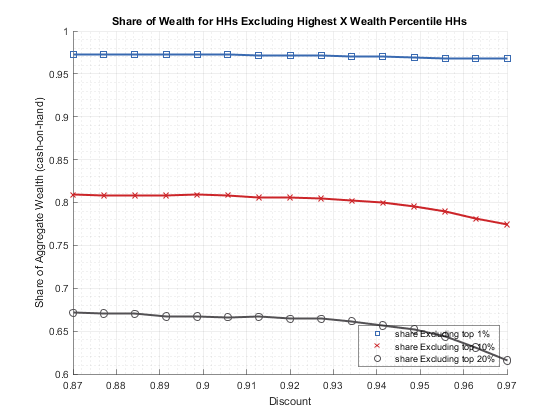 Share of Wealth for HHs Excluding Highest X Wealth Percentile HHs
1
0.95
0.9
0.85
0.8
0.75
0.7
0.65
0.6
Share of Aggregate Wealth (cash-on-hand)
share Excluding top 1%
share Excluding top 10%
share Excluding top 20%
0.87 0.88 0.89 0.9 0.91 0.92 0.93 0.94 0.95 0.96 0.97
Discount